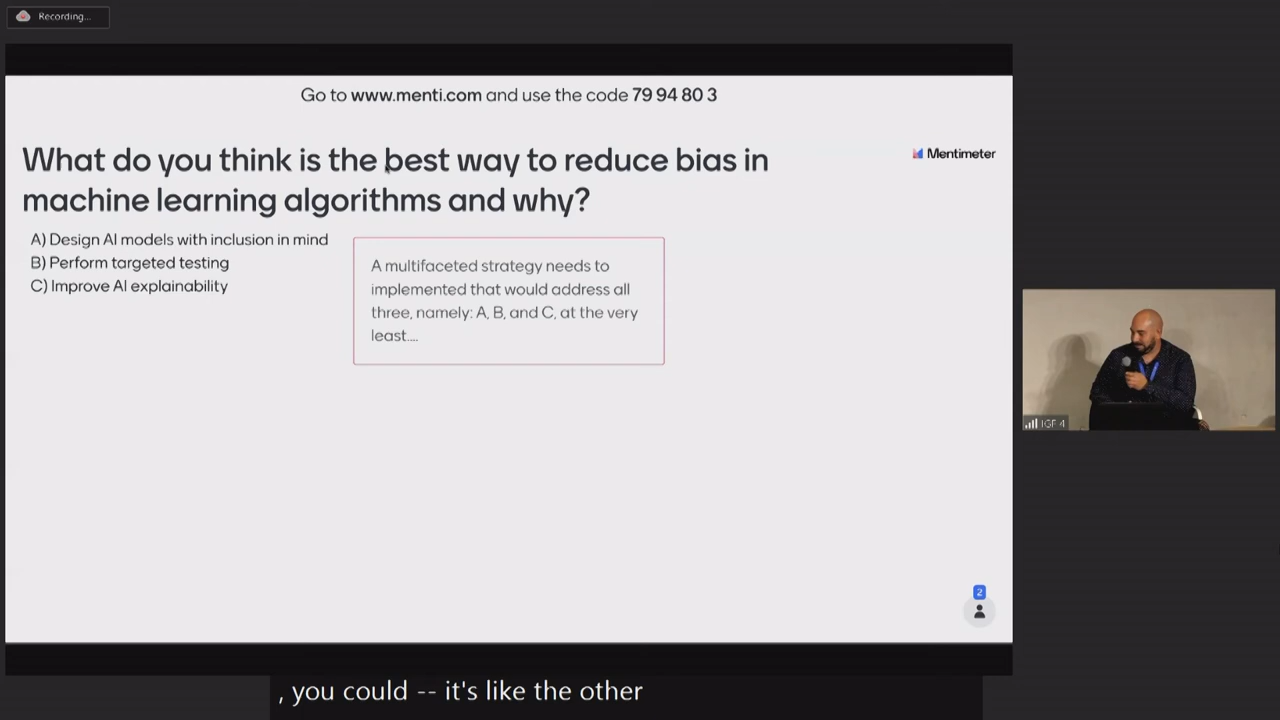 Recording...
Go to www.menti.com and use the code 79 94 80 3
What do you think is the best way to reduce bias in
machine learning algorithms and why?
Mentimeter
A) Design AI models with inclusion in mind
B) Perform targeted testing
C) Improve AI explainability
A multifaceted strategy needs to
implemented that would address all
three, namely: A, B, and C, at the very
least....
IGF 4
2
, you could -- it's like the other